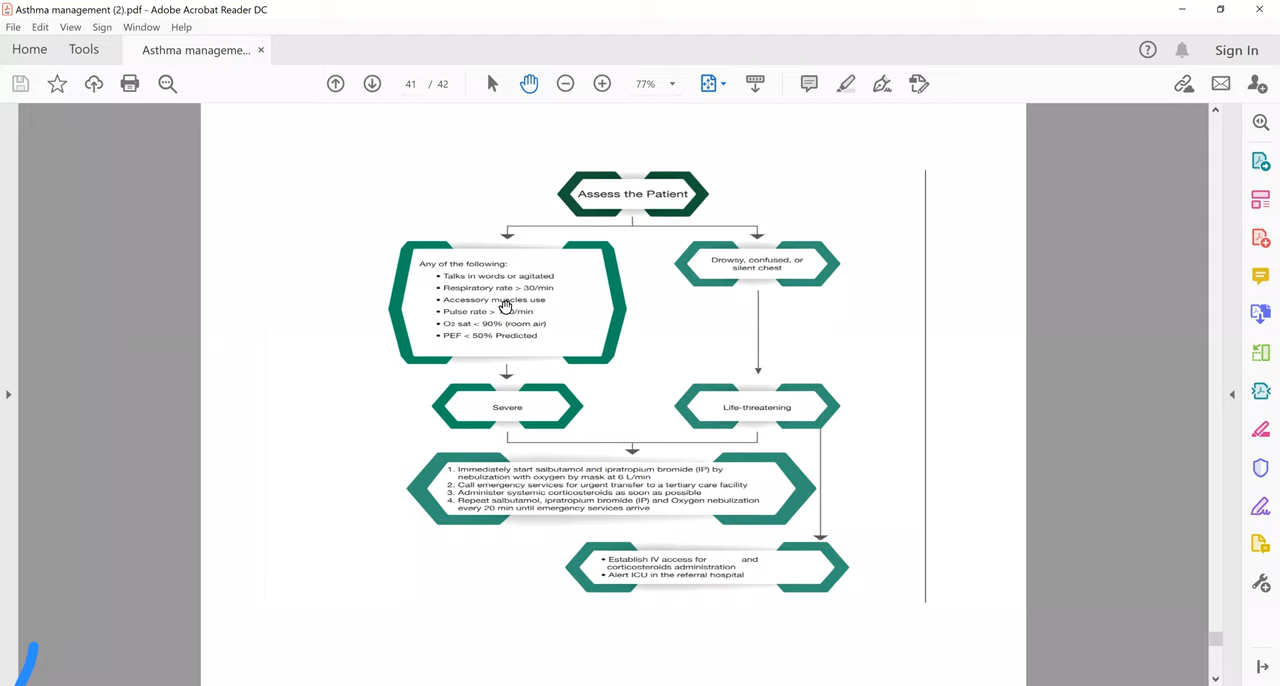 Asthma management (2).pdf - Adobe Acrobat Reader DC
File Edit View Sign Window Help
Home Tools Asthma manageme... × Sign In
41 / 42 77%
Assess the Patient
Any of the following:
• Talks in words or agitated
• Respiratory rate > 30/min
• Accessory muscles use
• Pulse rate > /min
• O2 sat < 90% (room air)
• PEF < 50% Predicted
Drowsy, confused, or
silent chest
Severe
Life-threatening
1. Immediately start salbutamol and ipratropium bromide (IP) by
nebulization with oxygen by mask at 6 L/min
2. Call emergency services for urgent transfer to a tertiary care facility
3. Administer systemic corticosteroids as soon as possible
4. Repeat salbutamol, ipratropium bromide (IP) and Oxygen nebulization
every 20 min until emergency services arrive
• Establish IV access for and
corticosteroids administration
• Alert ICU in the referral hospital